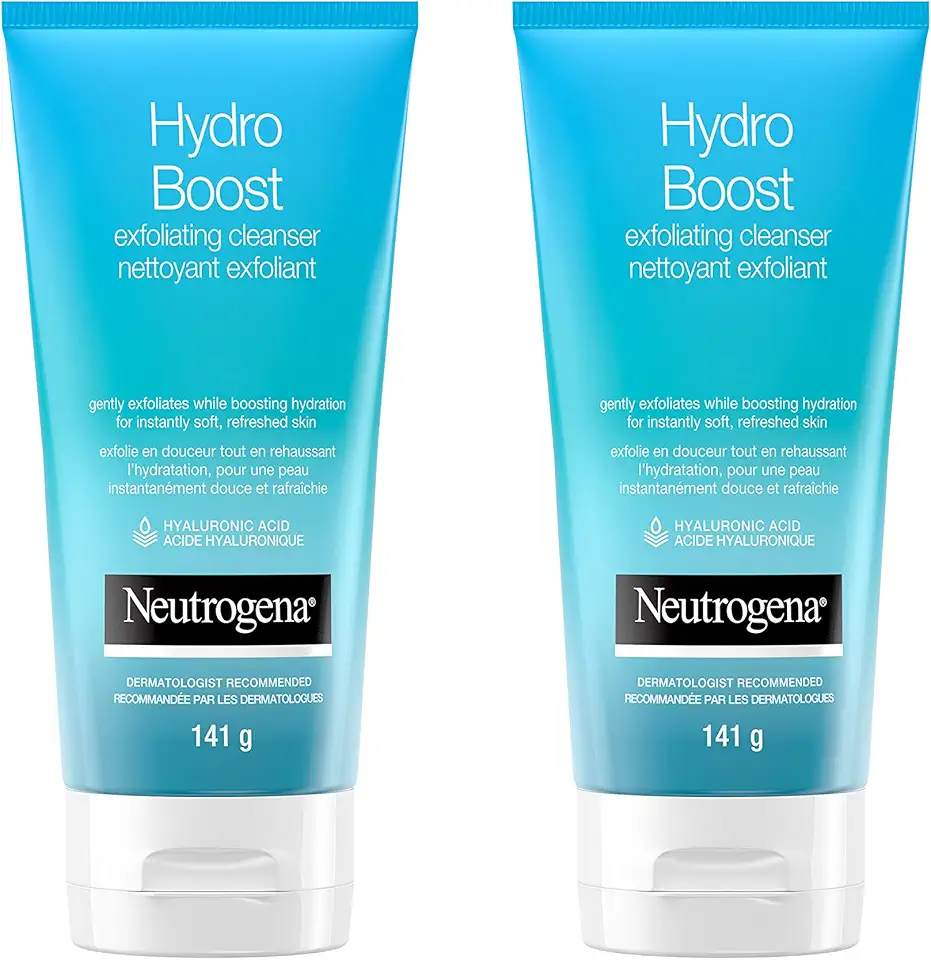 Hydro
Boost
exfoliating cleanser
nettoyant exfoliant
gently exfoliates while boosting hydration
for instantly soft, refreshed skin
exfolie en douceur tout en rehaussant
l'hydratation, pour une peau
instantanément douce et rafraîchie
HYALURONIC ACID
ACIDE HYALURONIQUE
Neutrogena®
DERMATOLOGIST RECOMMENDED
RECOMMANDÉE PAR LES DERMATOLOGUES
141 g
Hydro
Boost
exfoliating cleanser
nettoyant exfoliant
gently exfoliates while boosting hydration
for instantly soft, refreshed skin
exfolie en douceur tout en rehaussant
l'hydratation, pour une peau
instantanément douce et rafraîchie
HYALURONIC ACID
ACIDE HYALURONIQUE
Neutrogena®
DERMATOLOGIST RECOMMENDED
RECOMMANDÉE PAR LES DERMATOLOGUES
141 g